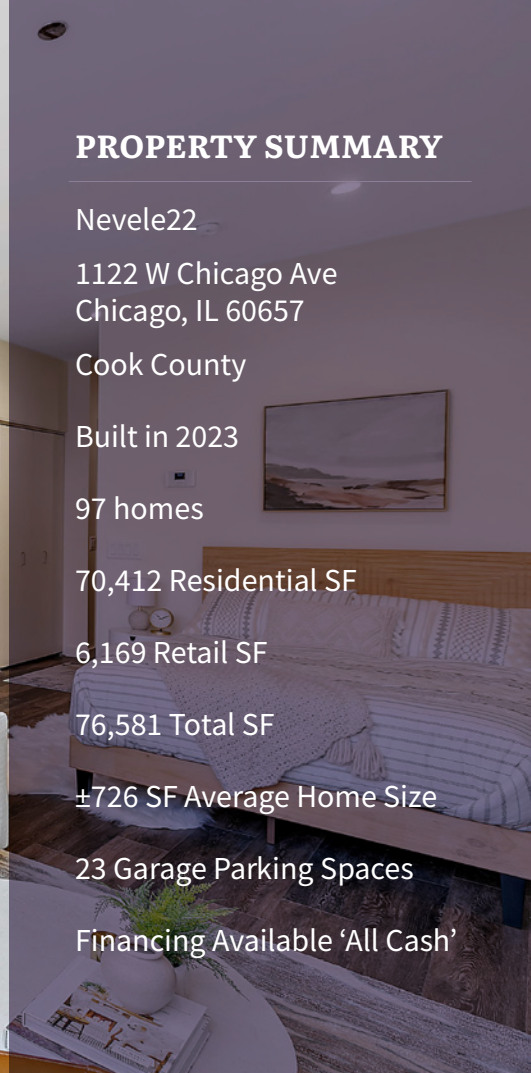 PROPERTY SUMMARY
Nevele22
1122 W Chicago Ave
Chicago, IL 60657
Cook County
Built in 2023
97 homes
70,412 Residential SF
6,169 Retail SF
76,581 Total SF
±726 SF Average Home Size
23 Garage Parking Spaces
Financing Available ‘All Cash’